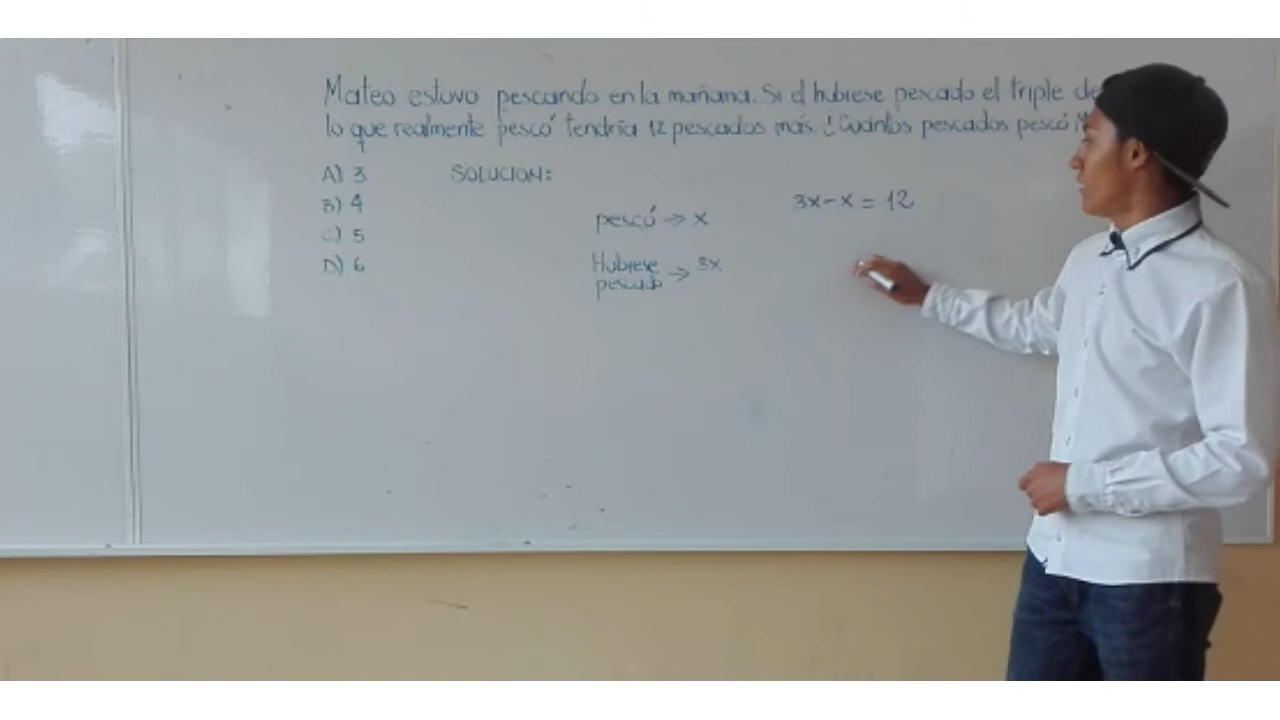 Mateo estuvo pescando en la mañana. Si el hubiese pescado el triple de
lo que realmente pescó tendría 12 pescados más. ¿Cuántos pescados pescó
A) 3
B) 4
C) 5
D) 6
SOLUCION:
pescó → x
Hubiese
pescado → 3x
3x - x = 12